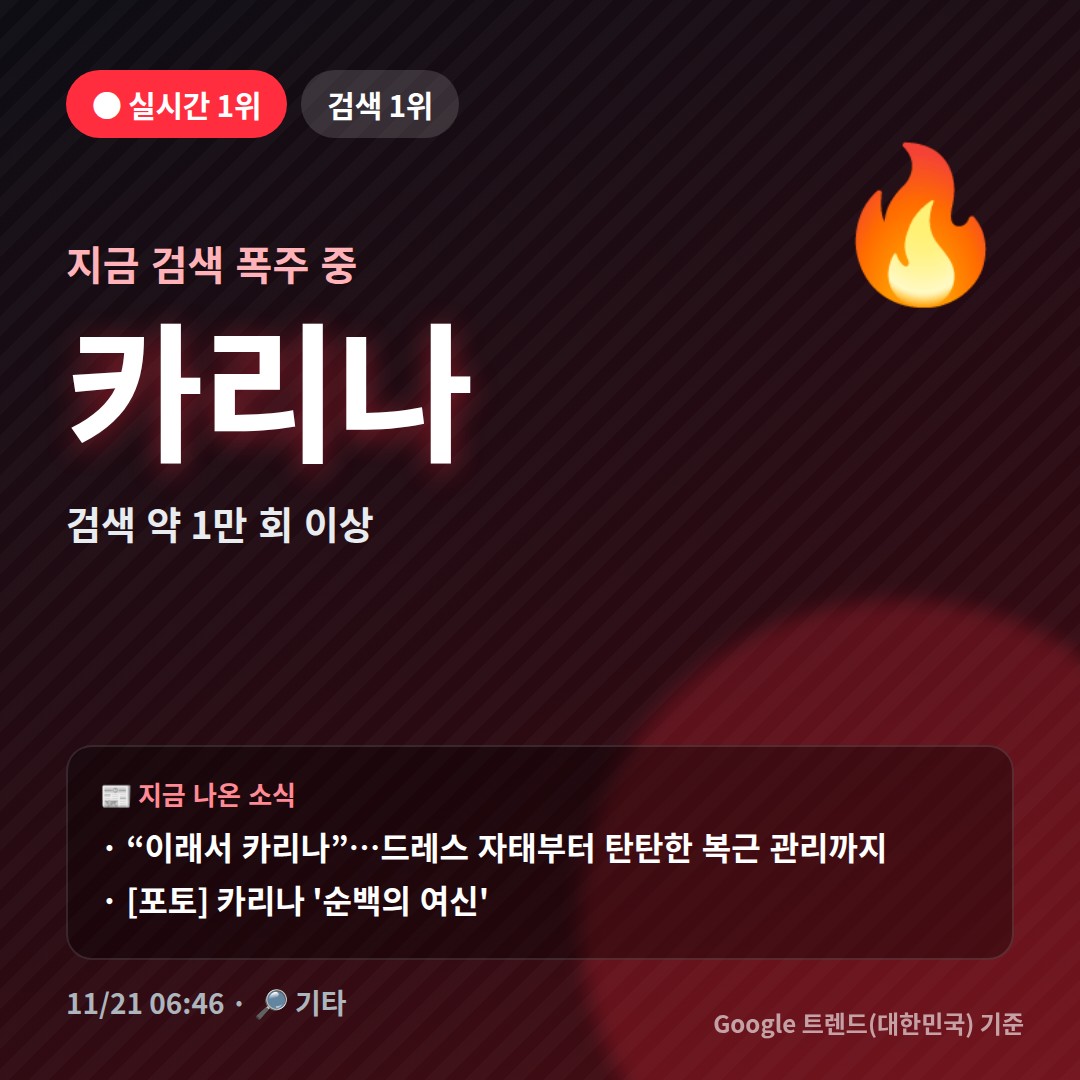 실시간 1위
검색 1위
지금 검색 폭주 중
카리나
검색 약 1만 회 이상
지금 나온 소식
· “이래서 카리나”…드레스 자태부터 탄탄한 복근 관리까지
· [포토] 카리나 '순백의 여신'
11/21 06:46 · 🔎 기타
Google 트렌드(대한민국) 기준